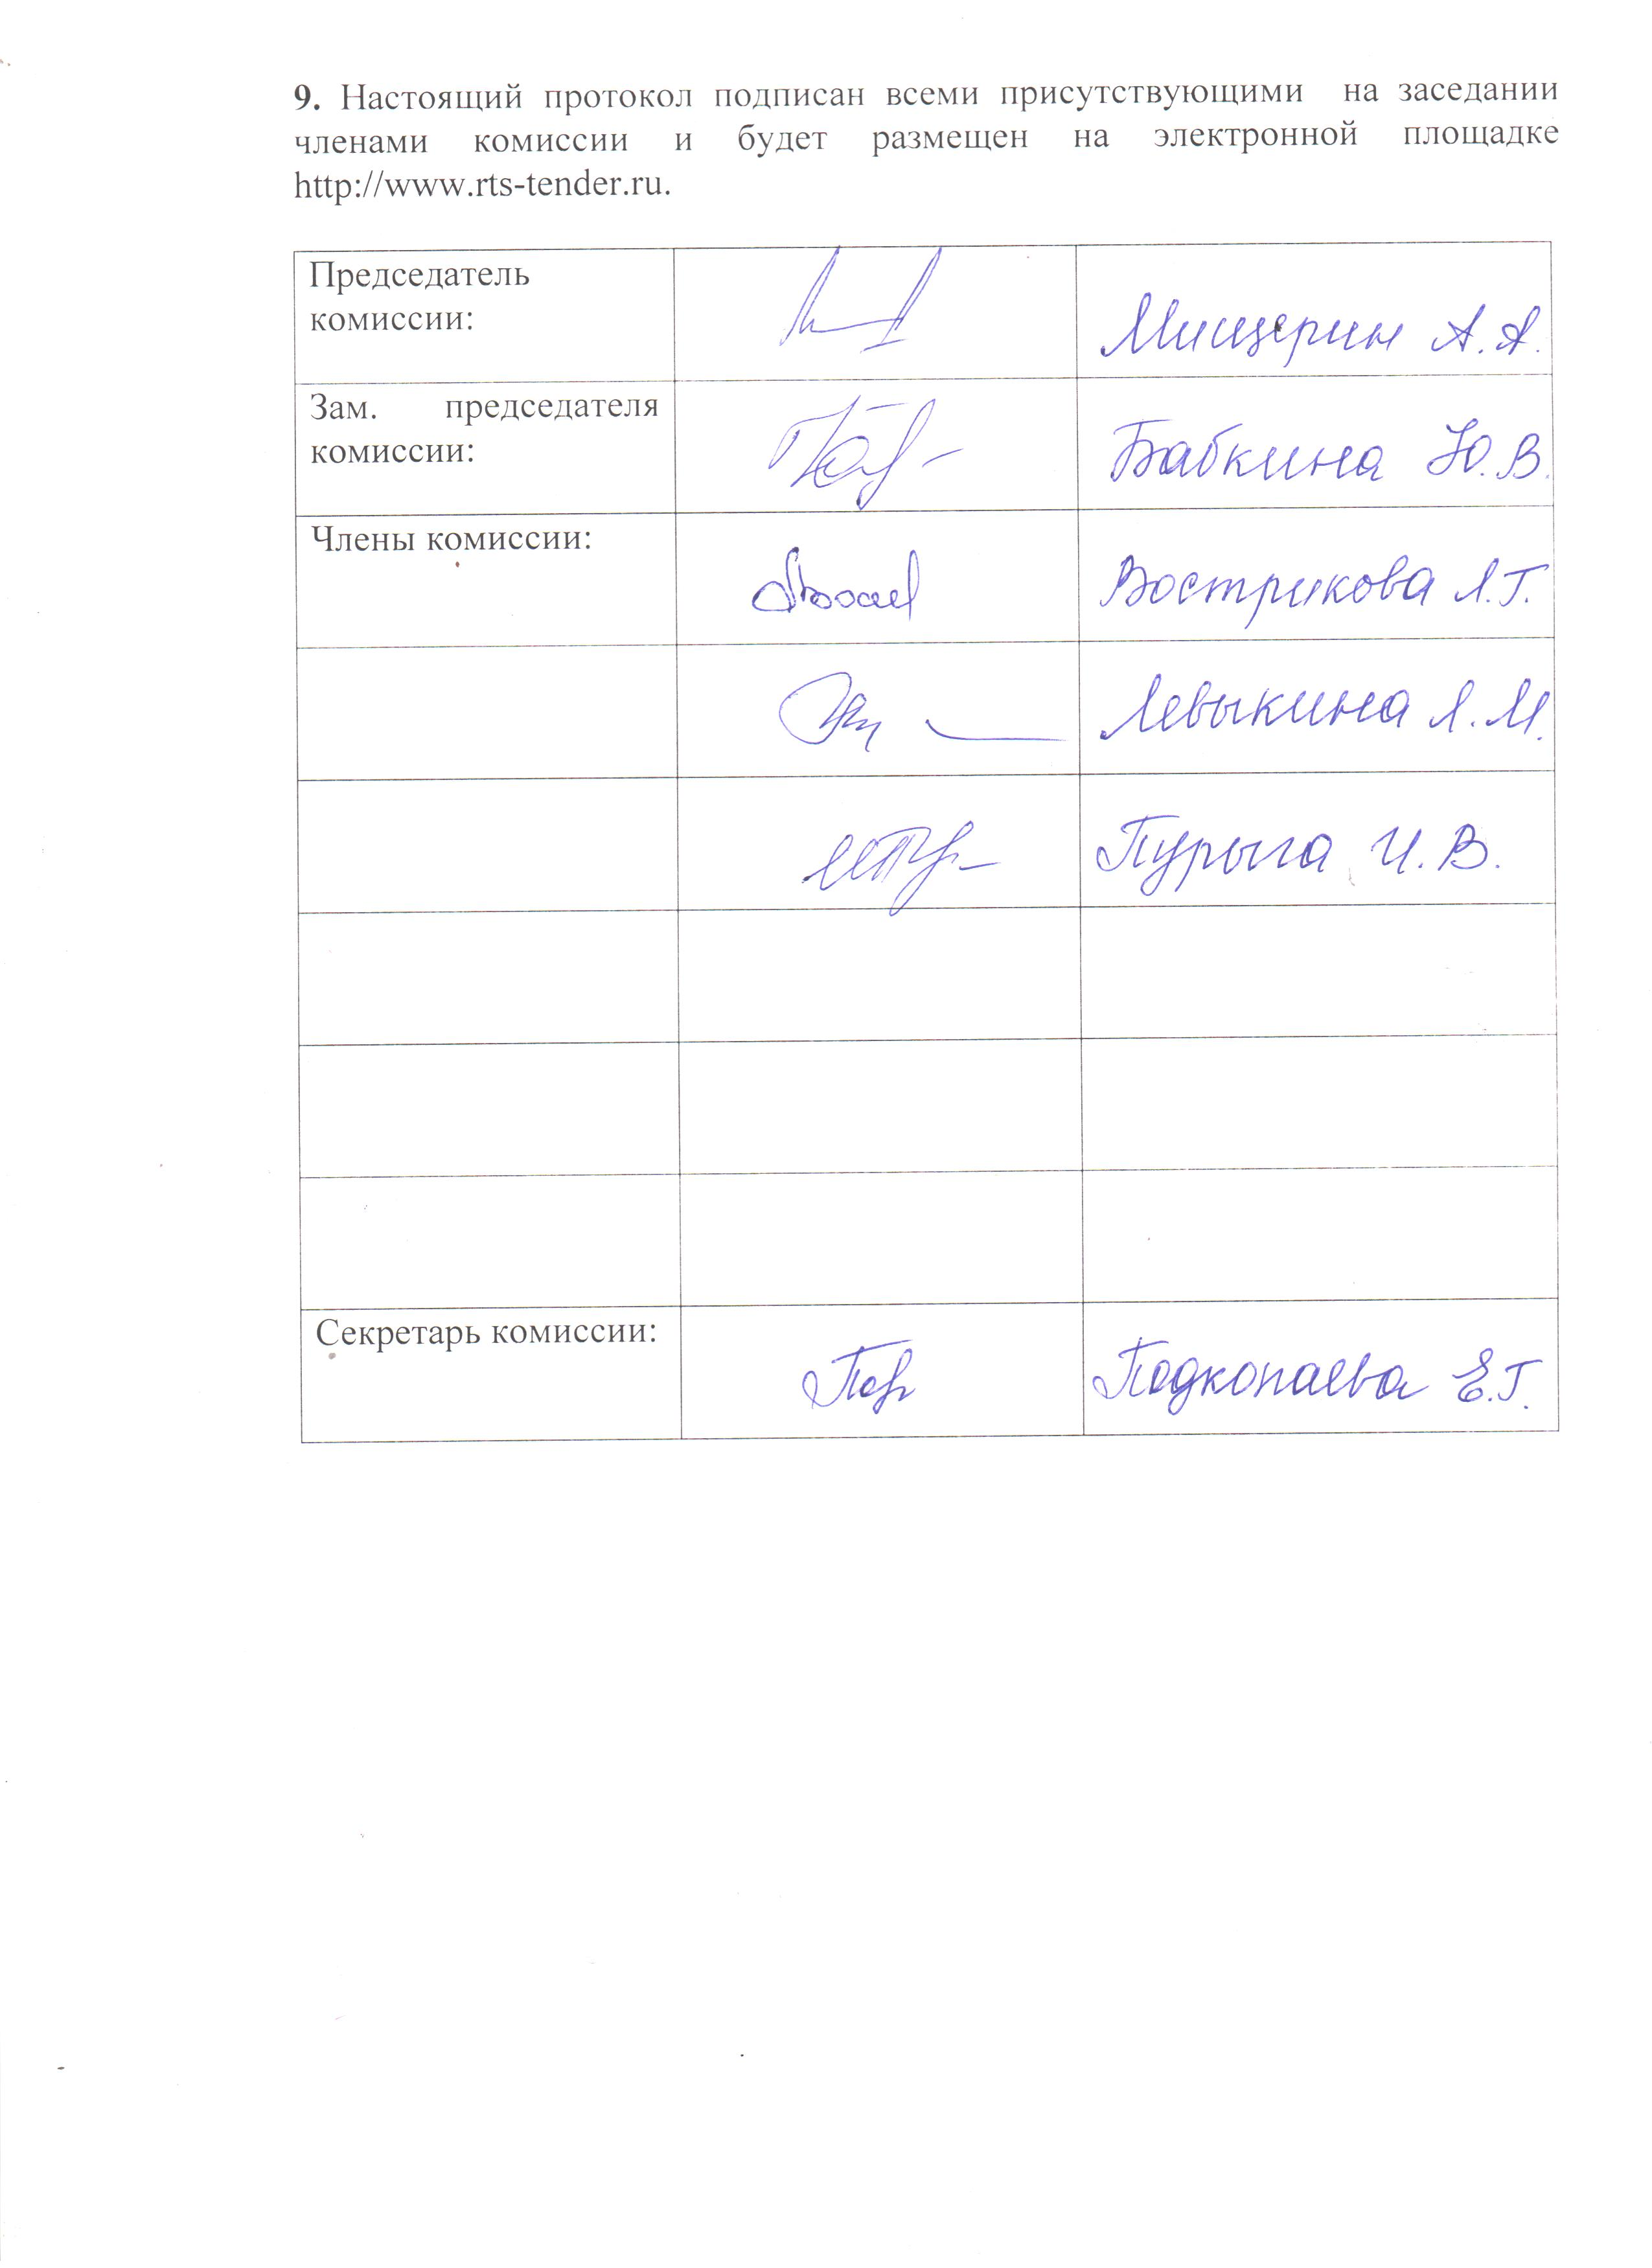 9. Настоящий протокол подписан всеми присутствующими на заседании
членами комиссии и будет размещен на электронной площадке
http://www.rts-tender.ru.
Председатель
комиссии:
Мищерин А.А.
Зам. председателя
комиссии:
Бабкина Ю.В.
Члены комиссии:
Вострикова Л.Г.
Левыкина Л.М.
Пурыга И.В.
Секретарь комиссии:
Подкопаева Е.Г.